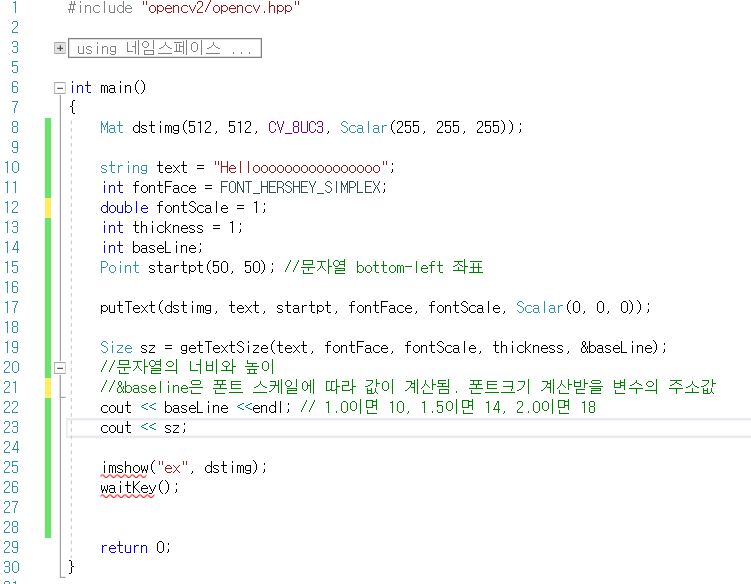 1 #include "opencv2/opencv.hpp"
2
3 using 네임스페이스 ...
5
6 int main()
7 {
8 Mat dstimg(512, 512, CV_8UC3, Scalar(255, 255, 255));
9
10 string text = "Helloooooooooooooooo";
11 int fontFace = FONT_HERSHEY_SIMPLEX;
12 double fontScale = 1;
13 int thickness = 1;
14 int baseLine;
15 Point startpt(50, 50); //문자열 bottom-left 좌표
16
17 putText(dstimg, text, startpt, fontFace, fontScale, Scalar(0, 0, 0));
18
19 Size sz = getTextSize(text, fontFace, fontScale, thickness, &baseLine);
20 //문자열의 너비와 높이
21 //&baseline은 폰트 스케일에 따라 값이 계산됨. 폰트크기 계산받을 변수의 주소값
22 cout << baseLine <<endl; // 1.0이면 10, 1.5이면 14, 2.0이면 18
23 cout << sz;
24
25 imshow("ex", dstimg);
26 waitKey();
27
28
29 return 0;
30 }